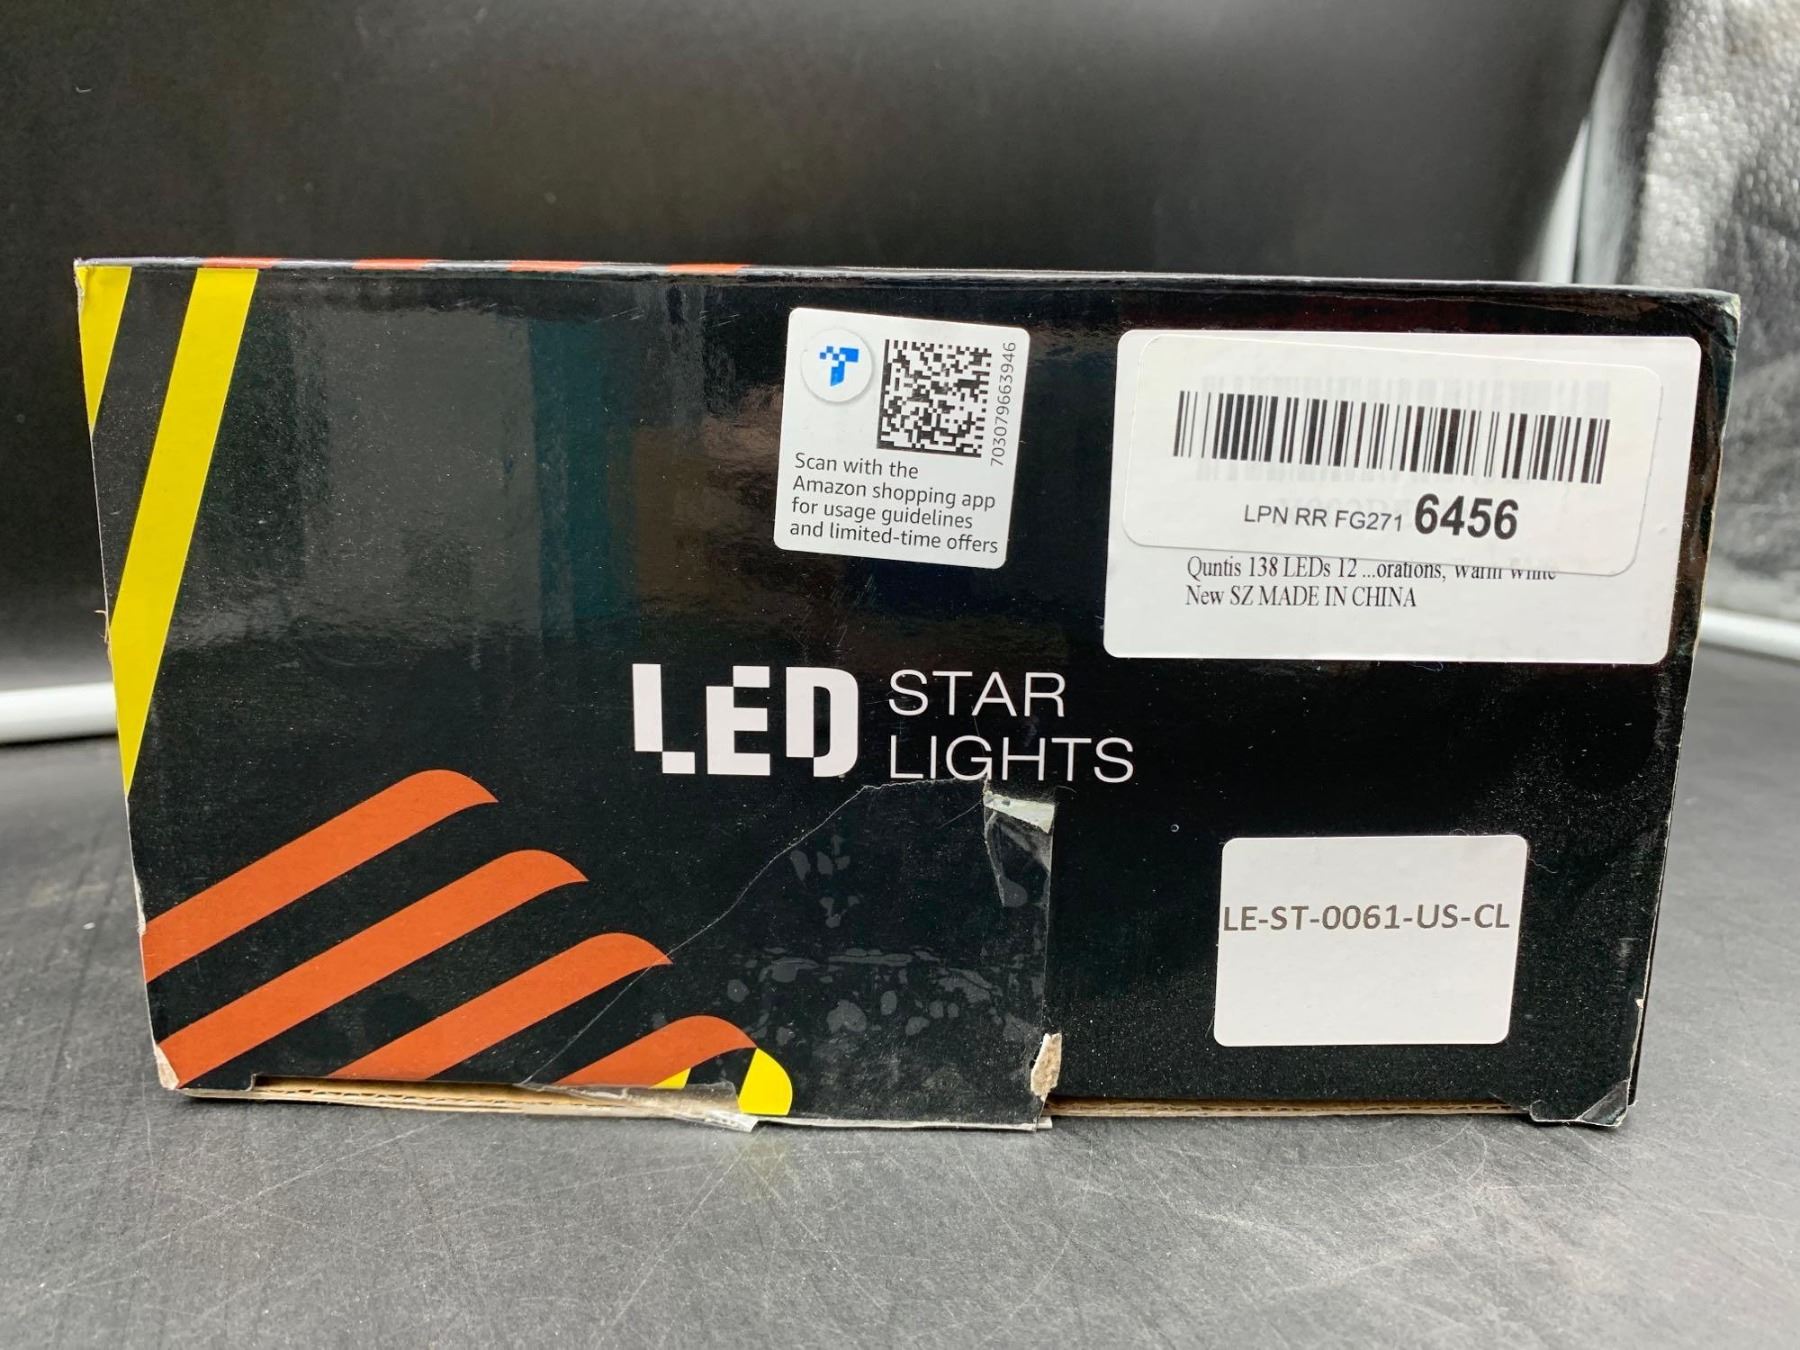 Scan with the
Amazon shopping app
for usage guidelines
and limited-time offers
7030796663946
LPN RR FG271 6456
Quntis 138 LEDs 12 ...orations, Warm White
New SZ MADE IN CHINA
LED STAR
LIGHTS
LE-ST-0061-US-CL